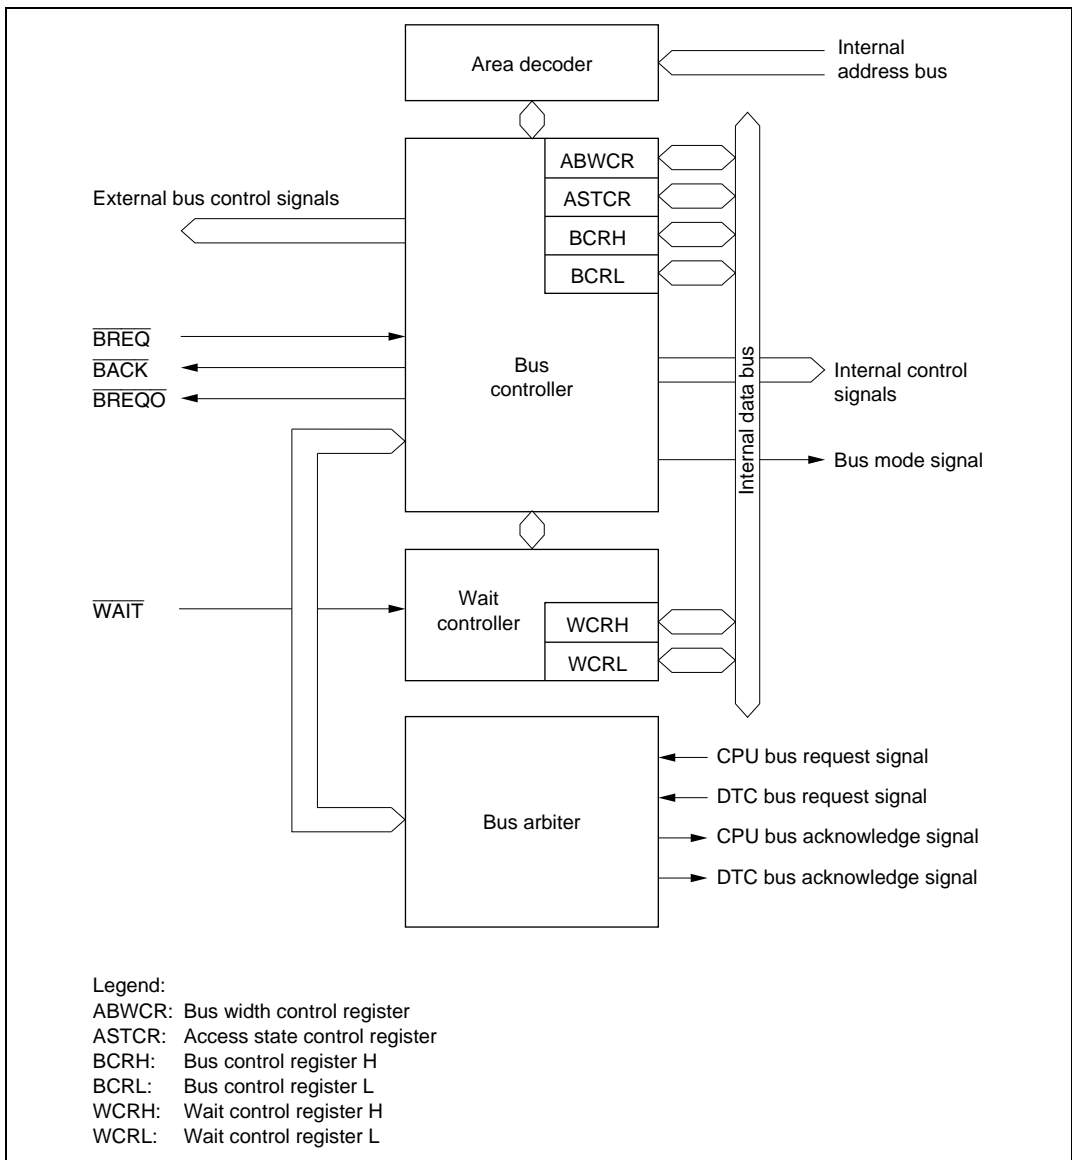 Area decoder
Internal
address bus
ABWCR
ASTCR
BCRH
BCRL
External bus control signals
BREQ
BACK
BREQO
Bus
controller
Internal data bus
Internal control
signals
Bus mode signal
WAIT
Wait
controller
WCRH
WCRL
Bus arbiter
CPU bus request signal
DTC bus request signal
CPU bus acknowledge signal
DTC bus acknowledge signal
Legend:
ABWCR: Bus width control register
ASTCR: Access state control register
BCRH: Bus control register H
BCRL: Bus control register L
WCRH: Wait control register H
WCRL: Wait control register L